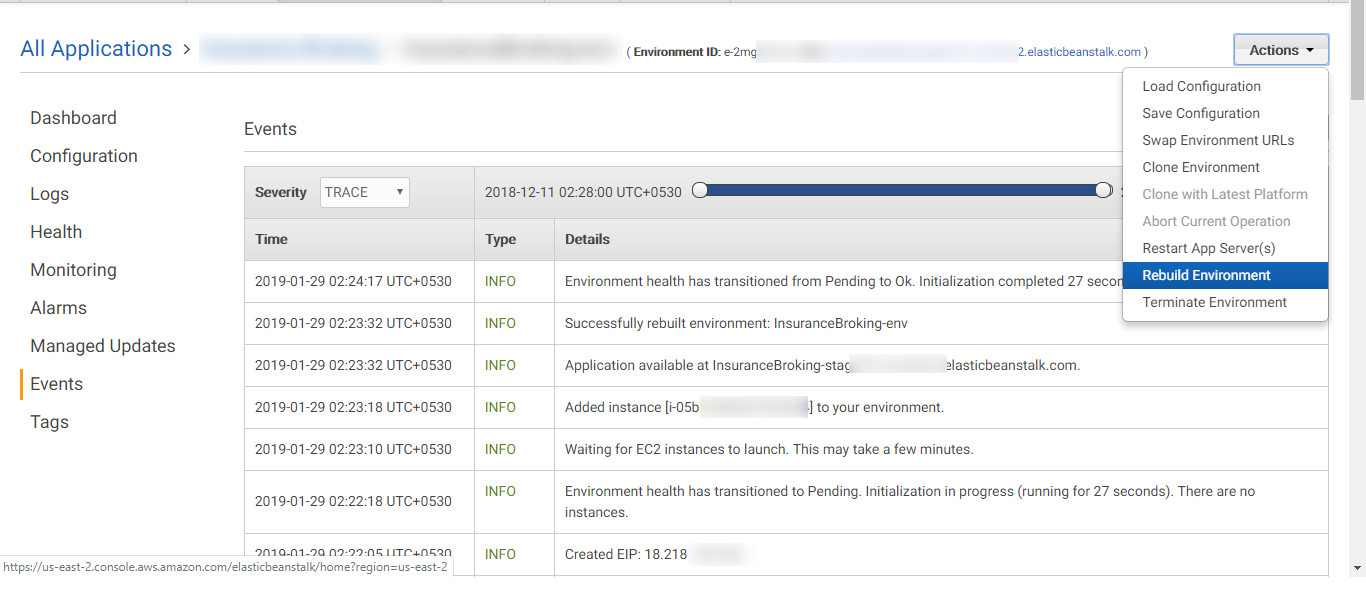 All Applications >
( Environment ID: e-2mg
2.elasticbeanstalk.com )
Actions
Load Configuration
Save Configuration
Swap Environment URLs
Clone Environment
Clone with Latest Platform
Abort Current Operation
Restart App Server(s)
Rebuild Environment
Terminate Environment
Dashboard
Configuration
Logs
Health
Monitoring
Alarms
Managed Updates
Events
Tags
Events
Severity TRACE 2018-12-11 02:28:00 UTC+0530
Time Type Details
2019-01-29 02:24:17 UTC+0530 INFO Environment health has transitioned from Pending to Ok. Initialization completed 27
2019-01-29 02:23:32 UTC+0530 INFO Successfully rebuilt environment: InsuranceBroking-env
2019-01-29 02:23:32 UTC+0530 INFO Application available at InsuranceBroking-stag elasticbeanstalk.com.
2019-01-29 02:23:18 UTC+0530 INFO Added instance [i-05b ] to your environment.
2019-01-29 02:23:10 UTC+0530 INFO Waiting for EC2 instances to launch. This may take a few minutes.
2019-01-29 02:22:18 UTC+0530 INFO Environment health has transitioned to Pending. Initialization in progress (running for 27 seconds). There are no
instances.
2019-01-29 02:22:05 UTC+0530 INFO Created EIP: 18.218
https://us-east-2.console.aws.amazon.com/elasticbeanstalk/home?region=us-east-2